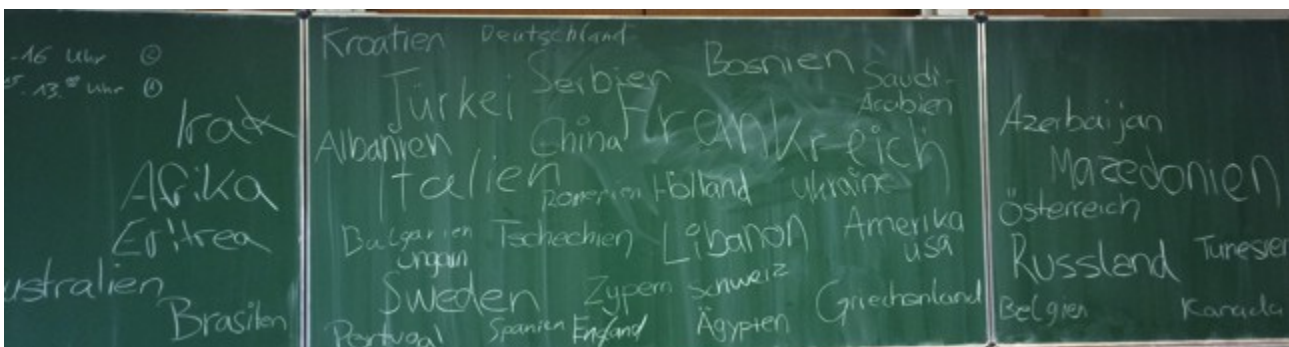 -16 Uhr
13.00 Uhr
Irak
Afrika
Eritrea
ustralien
Brasilien
Kroatien Deutschland
Serbien Bosnien
Türkei Saudi-
Arabien
Albanien China Frankreich
Italien Holland Ukraine
Bulgarien Tschechien Libanon Amerika
Ungarn USA
Sweden Zypern Schweiz
Griechenland
Portugal Spanien England Ägypten
Azerbaijan
Mazedonien
Österreich
Russland Tunesien
Belgien Kanada